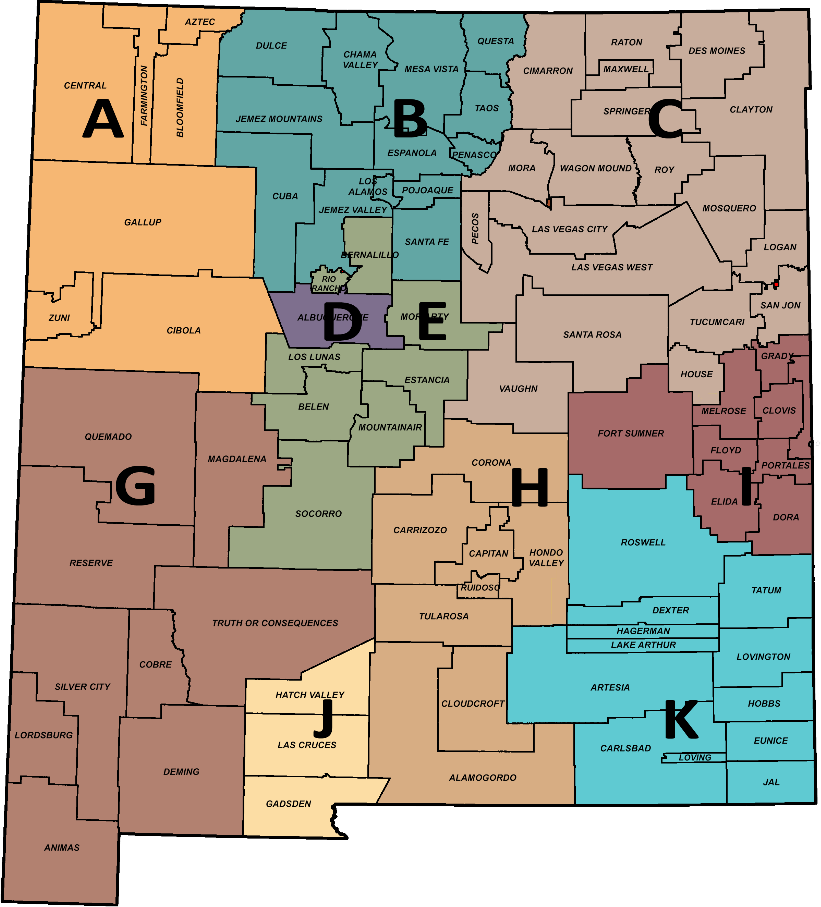 AZTEC
DULCE
CHAMA
VALLEY
QUESTA
RATON
DES MOINES
MESA VISTA
CIMARRON
MAXWELL
CENTRAL
FARMINGTON
BLOOMFIELD
A
B
C
TAOS
SPRINGER
CLAYTON
JEMEZ MOUNTAINS
ESPANOLA
PENASCO
MORA
WAGON MOUND
ROY
CUBA
LOS
ALAMOS
POJOAQUE
JEMEZ VALLEY
MOSQUERO
GALLUP
PECOS
LAS VEGAS CITY
SANTA FE
LOGAN
BERNALILLO
LAS VEGAS WEST
RIO
RANCHO
SAN JON
ZUNI
ALBUQUERQUE
D
MORIARTY
E
TUCUMCARI
CIBOLA
SANTA ROSA
LOS LUNAS
GRADY
ESTANCIA
VAUGHN
HOUSE
BELEN
MELROSE
CLOVIS
MOUNTAINAIR
FORT SUMNER
QUEMADO
FLOYD
MAGDALENA
CORONA
PORTALES
G
H
I
ELIDA
SOCORRO
DORA
CARRIZOZO
ROSWELL
CAPITAN
HONDO
VALLEY
RESERVE
RUIDOSO
TATUM
DEXTER
TULAROSA
TRUTH OR CONSEQUENCES
HAGERMAN
LAKE ARTHUR
LOVINGTON
COBRE
SILVER CITY
ARTESIA
HATCH VALLEY
CLOUDCROFT
HOBBS
J
K
LORDSBURG
EUNICE
LAS CRUCES
CARLSBAD
LOVING
DEMING
ALAMOGORDO
JAL
GADSDEN
ANIMAS